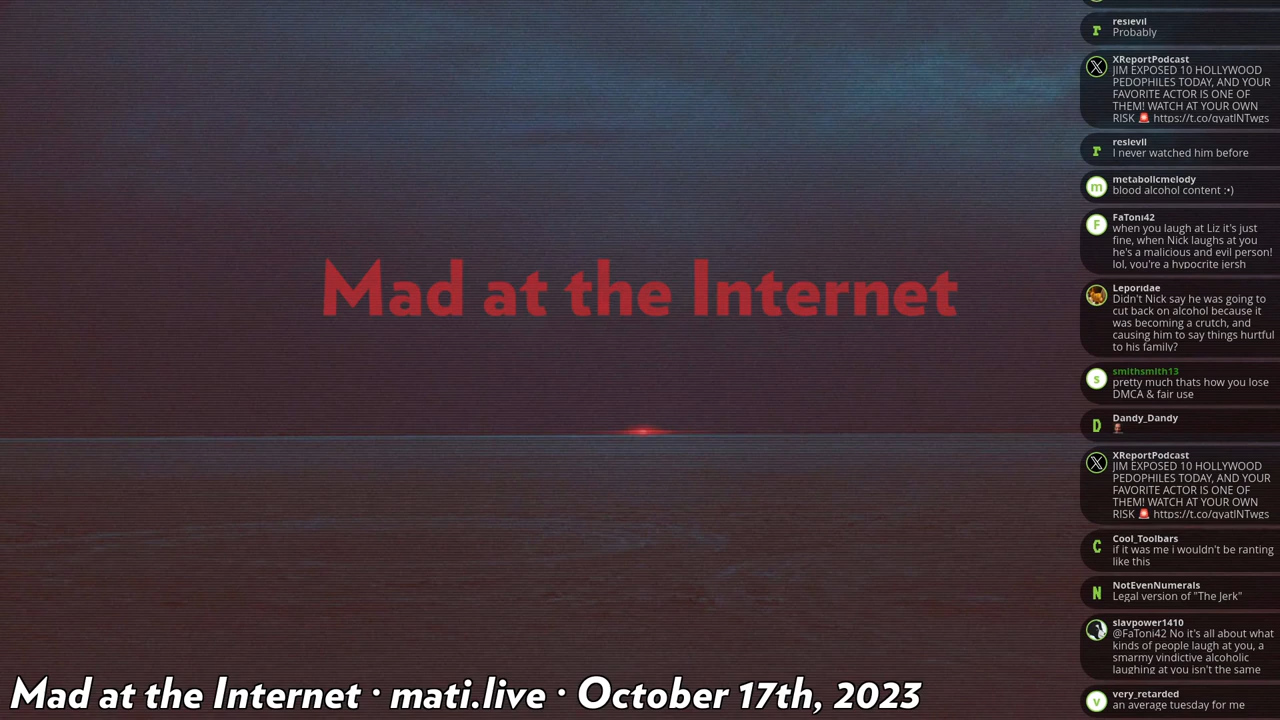 Mad at the Internet
resievil
Probably
XReportPodcast
JIM EXPOSED 10 HOLLYWOOD
PEDOPHILES TODAY, AND YOUR
FAVORITE ACTOR IS ONE OF
THEM! WATCH AT YOUR OWN
RISK 🚨 https://t.co/qyatINTwgs
resievil
I never watched him before
metabolicmelody
blood alcohol content :•)
FaToni42
when you laugh at Liz it's just
fine, when Nick laughs at you
he's a malicious and evil person!
lol, you're a hypocrite jersh
Leporidae
Didn't Nick say he was going to
cut back on alcohol because it
was becoming a crutch, and
causing him to say things hurtful
to his family?
smithsmith13
pretty much thats how you lose
DMCA & fair use
Dandy_Dandy
XReportPodcast
JIM EXPOSED 10 HOLLYWOOD
PEDOPHILES TODAY, AND YOUR
FAVORITE ACTOR IS ONE OF
THEM! WATCH AT YOUR OWN
RISK 🚨 https://t.co/qyatINTwgs
Cool_Toolbars
if it was me i wouldn't be ranting
like this
NotEvenNumerals
Legal version of "The Jerk"
slavpower1410
@FaToni42 No it's all about what
kinds of people laugh at you, a
smarmy vindictive alcoholic
laughing at you isn't the same
very_retarded
an average tuesday for me
Mad at the Internet · mati.live · October 17th, 2023